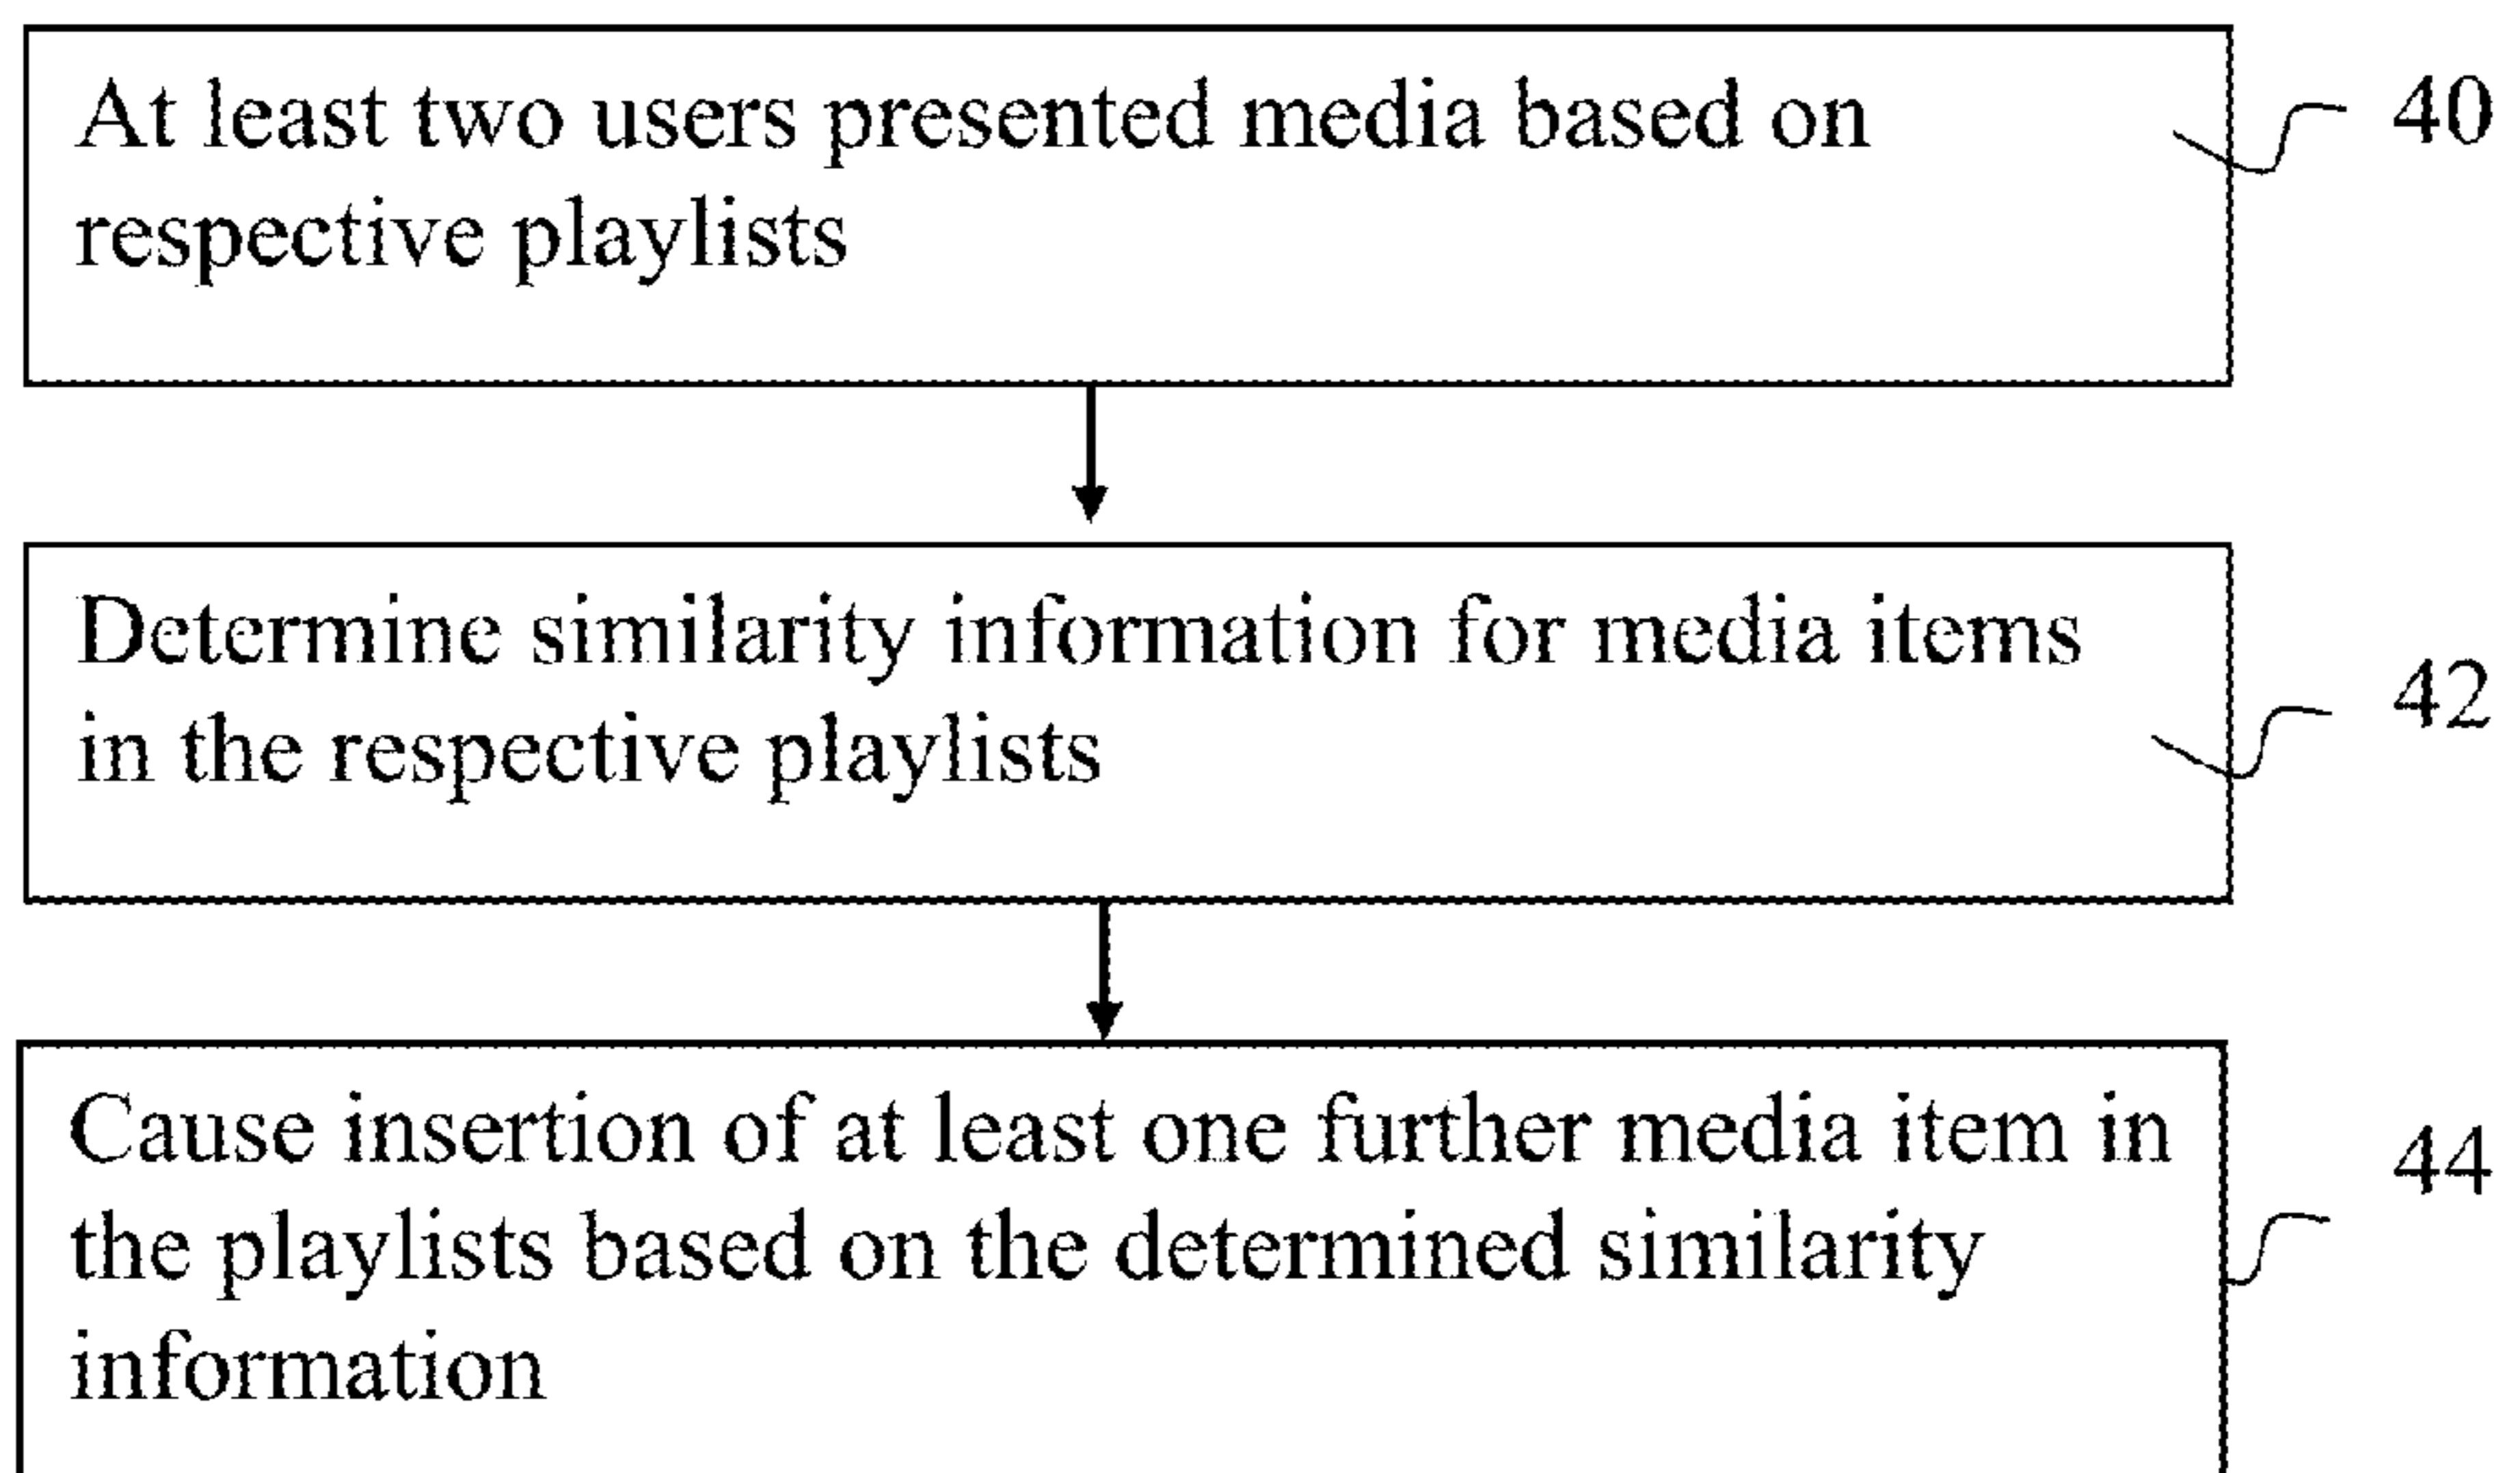 At least two users presented media based on
respective playlists
40
Determine similarity information for media items
in the respective playlists
42
Cause insertion of at least one further media item in
the playlists based on the determined similarity
information
44